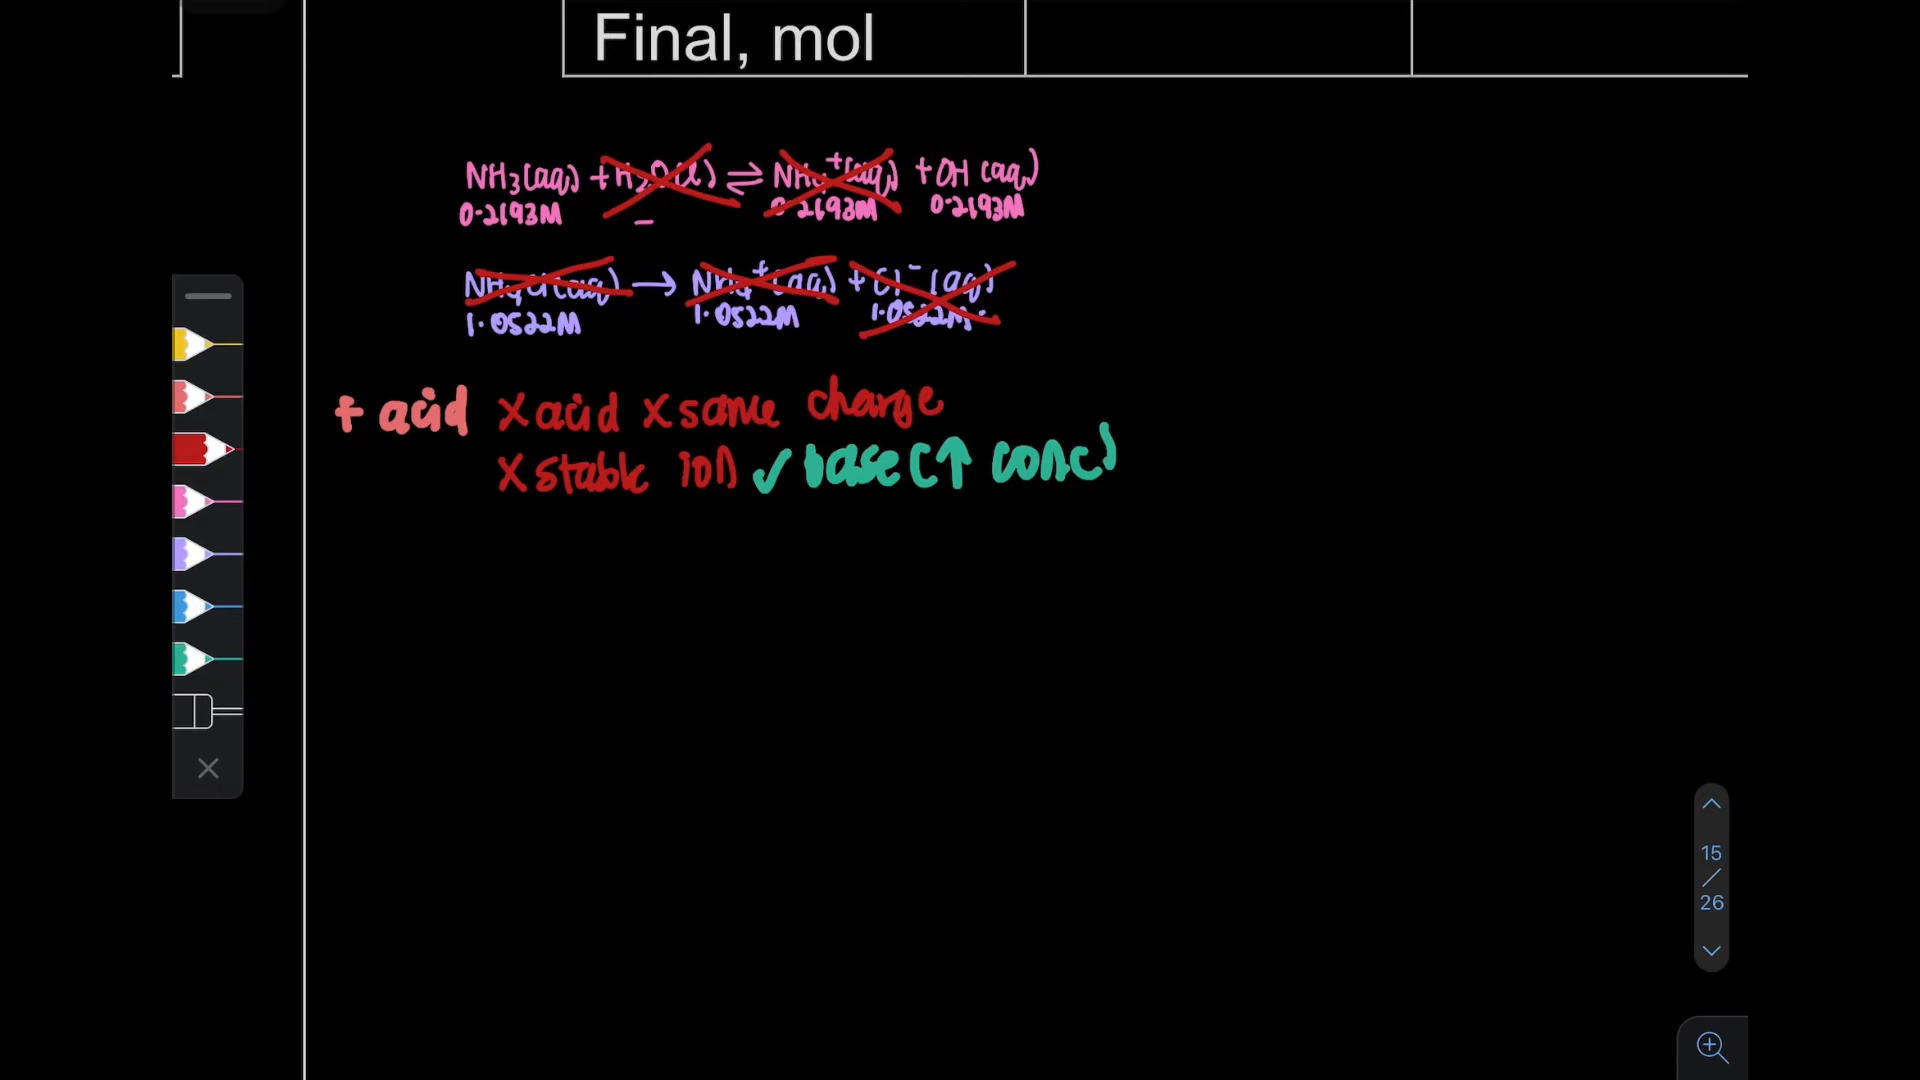 Final, mol
NH3(aq) + H2O(l) ⇌ NH4+(aq) + OH (aq)
0.2193M - 0.2193M 0.2193M
NH4Cl(aq) → NH4+(aq) + Cl-(aq)
1.0522M 1.0522M 1.0522M
+ acid X acid X same charge
X stable ion ✓ base(↑ conc)
15
/
26